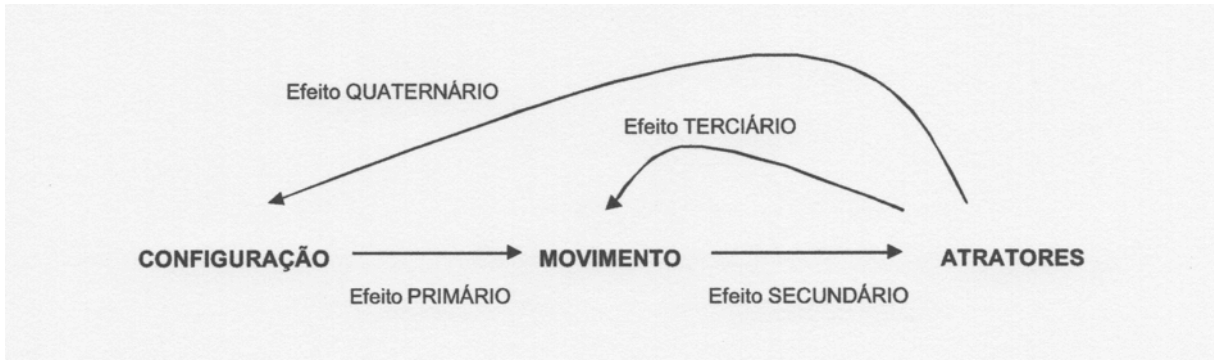 Efeito QUATERNÁRIO
Efeito TERCIÁRIO
CONFIGURAÇÃO MOVIMENTO ATRATORES
Efeito PRIMÁRIO Efeito SECUNDÁRIO